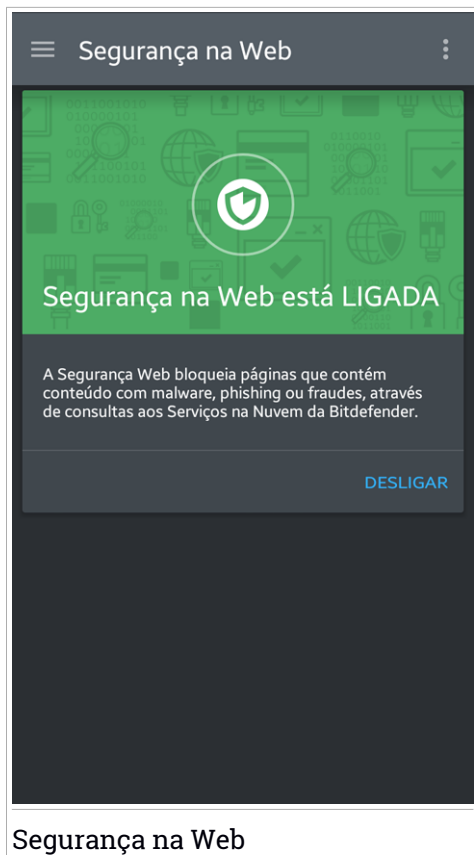 Segurança na Web
Segurança na Web está LIGADA
A Segurança Web bloqueia páginas que contém
conteúdo com malware, phishing ou fraudes, através
de consultas aos Serviços na Nuvem da Bitdefender.
DESLIGAR
Segurança na Web